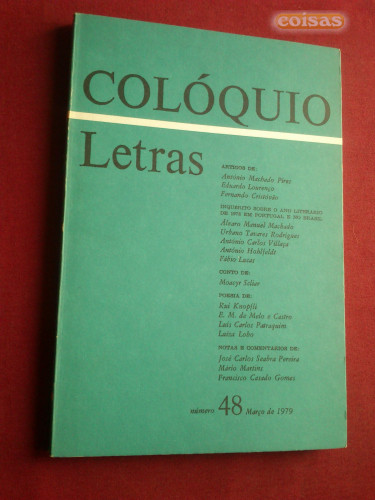 coisas
COLÓQUIO
Letras
ARTIGOS DE:
António Machado Pires
Eduardo Lourenço
Fernando Cristóvão
INQUÉRITO SOBRE O ANO LITERÁRIO
DE 1978 EM PORTUGAL E NO BRASIL
Álvaro Manuel Machado
Urbano Tavares Rodrigues
António Carlos Villaça
António Hohlfeldt
Fábio Lucas
CONTO DE:
Moacyr Scliar
POESIA DE:
Rui Knopfli
E. M. de Melo e Castro
Luís Carlos Patraquim
Luiza Lobo
NOTAS E COMENTÁRIOS DE:
José Carlos Seabra Pereira
Mário Martins
Francisco Casado Gomes
número 48 Março de 1979